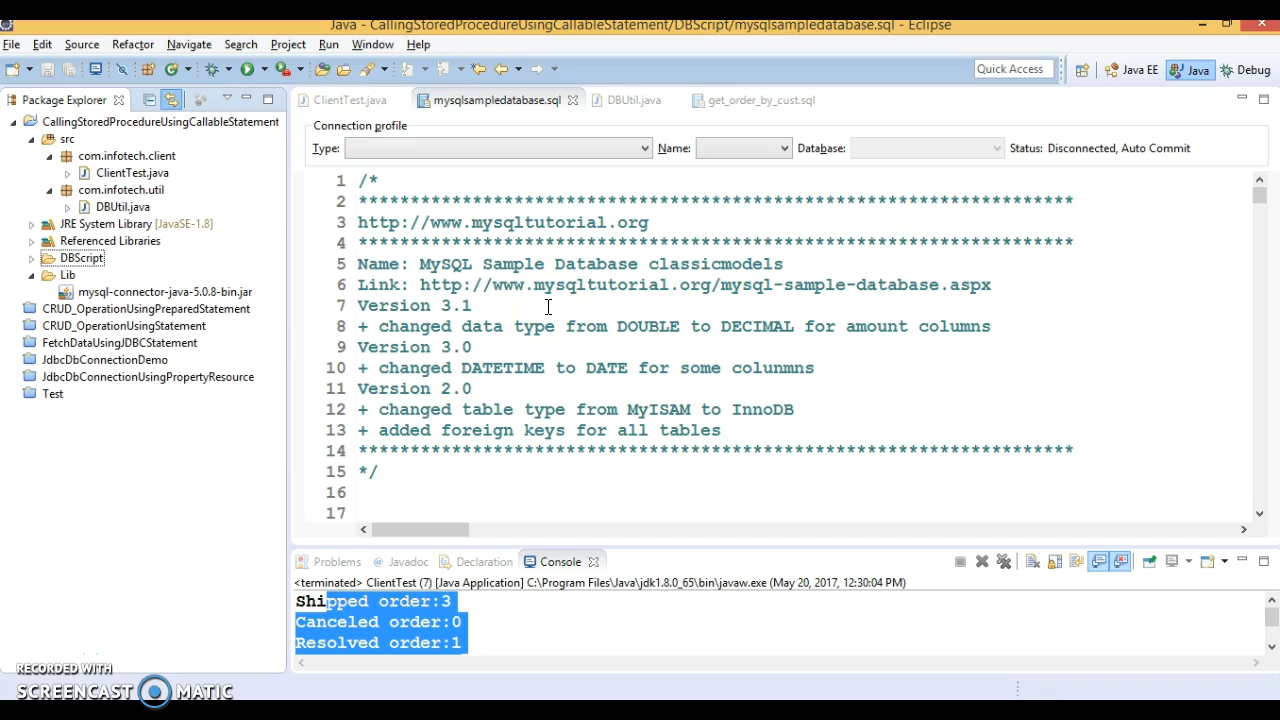 Java - CallingStoredProcedureUsingCallableStatement/DBScript/mysqlsampledatabase.sql - Eclipse
File Edit Source Refactor Navigate Search Project Run Window Help
Quick Access Java EE Java Debug
Package Explorer
CallingStoredProcedureUsingCallableStatement
src
com.infotech.client
ClientTest.java
com.infotech.util
DBUtil.java
JRE System Library [JavaSE-1.8]
Referenced Libraries
DBScript
Lib
mysql-connector-java-5.0.8-bin.jar
CRUD_OperationUsingPreparedStatement
CRUD_OperationUsingStatement
FetchDataUsingJDBCStatement
JdbcDbConnectionDemo
JdbcDbConnectionUsingPropertyResource
Test
ClientTest.java mysqlsampledatabase.sql DBUtil.java get_order_by_cust.sql
Connection profile
Type: Name: Database: Status: Disconnected, Auto Commit
1 /*
2 *********************************************************************
3 http://www.mysqltutorial.org
4 *********************************************************************
5 Name: MySQL Sample Database classicmodels
6 Link: http://www.mysqltutorial.org/mysql-sample-database.aspx
7 Version 3.1
8 + changed data type from DOUBLE to DECIMAL for amount columns
9 Version 3.0
10 + changed DATETIME to DATE for some colunmns
11 Version 2.0
12 + changed table type from MyISAM to InnoDB
13 + added foreign keys for all tables
14 *********************************************************************
15 */
16
17
Problems Javadoc Declaration Console
<terminated> ClientTest (7) [Java Application] C:\Program Files\Java\jdk1.8.0_65\bin\javaw.exe (May 20, 2017, 12:30:04 PM)
Shipped order:3
Canceled order:0
Resolved order:1
RECORDED WITH
SCREENCAST MATIC